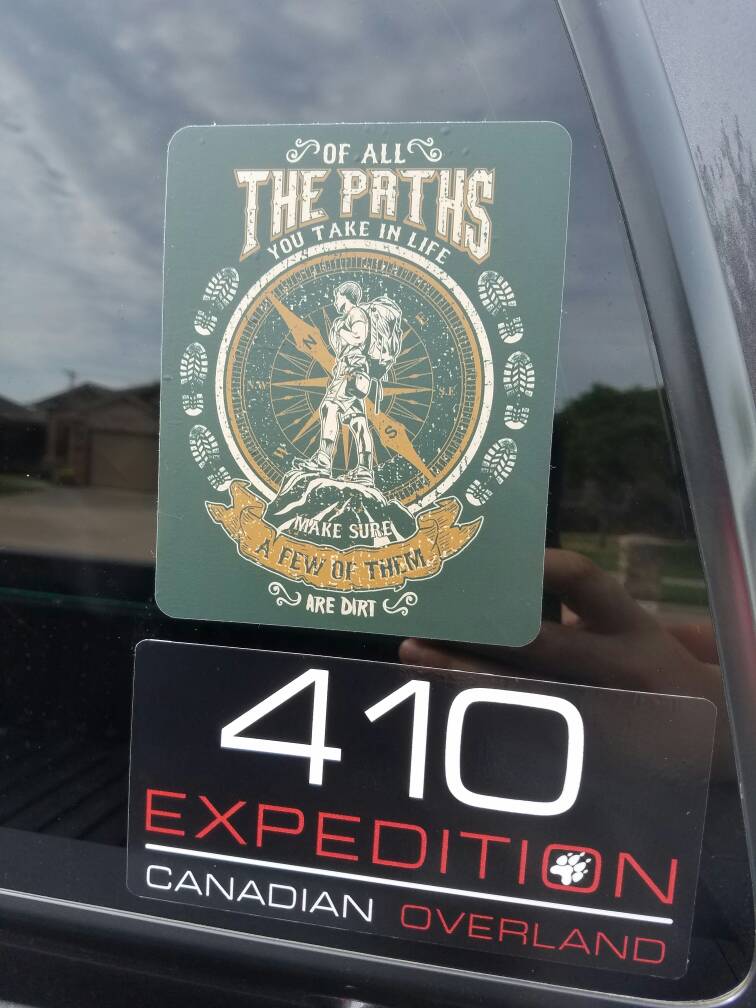 OF ALL
THE PATHS
YOU TAKE IN LIFE
N
S
N.W
S.E
E
W
MAKE SURE
A FEW OF THEM
ARE DIRT
410
EXPEDITION
CANADIAN OVERLAND